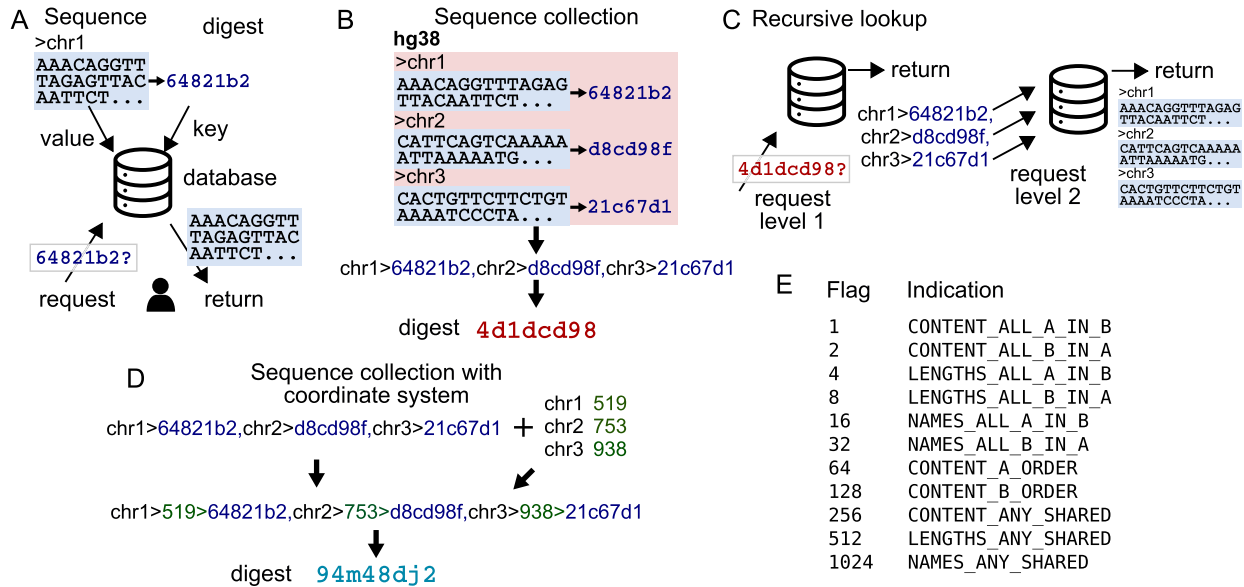 A
Sequence
digest
>chr1
AAACAGGTT
TAGAGTTAC
AATTCT...
64821b2
value
key
database
AAACAGGTT
TAGAGTTAC
AATTCT...
64821b2?
request
return
B
Sequence collection
hg38
>chr1
AAACAGGTTTAGAG
TTACAATTCT...
64821b2
>chr2
CATTCAGTCAAAAA
ATTAAAAATG...
d8cd98f
>chr3
CACTGTTCTTCTGT
AAAATCCCTA...
21c67d1
chr1>64821b2,chr2>d8cd98f,chr3>21c67d1
digest 4d1dcd98
C
Recursive lookup
return
4d1dcd98?
request
level 1
chr1>64821b2,
chr2>d8cd98f,
chr3>21c67d1
request
level 2
return
>chr1
AAACAGGTTTAGAG
TTACAATTCT...
>chr2
CATTCAGTCAAAAA
ATTAAAAATG...
>chr3
CACTGTTCTTCTGT
AAAATCCCTA...
D
Sequence collection with
coordinate system
chr1>64821b2,chr2>d8cd98f,chr3>21c67d1 +
chr1 519
chr2 753
chr3 938
chr1>519>64821b2,chr2>753>d8cd98f,chr3>938>21c67d1
digest 94m48dj2
E
Flag Indication
1 CONTENT_ALL_A_IN_B
2 CONTENT_ALL_B_IN_A
4 LENGTHS_ALL_A_IN_B
8 LENGTHS_ALL_B_IN_A
16 NAMES_ALL_A_IN_B
32 NAMES_ALL_B_IN_A
64 CONTENT_A_ORDER
128 CONTENT_B_ORDER
256 CONTENT_ANY_SHARED
512 LENGTHS_ANY_SHARED
1024 NAMES_ANY_SHARED